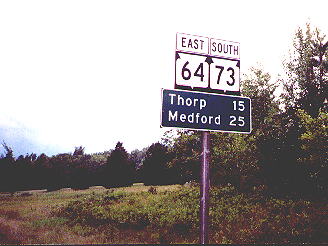 EAST SOUTH
64 73
Thorp 15
Medford 25